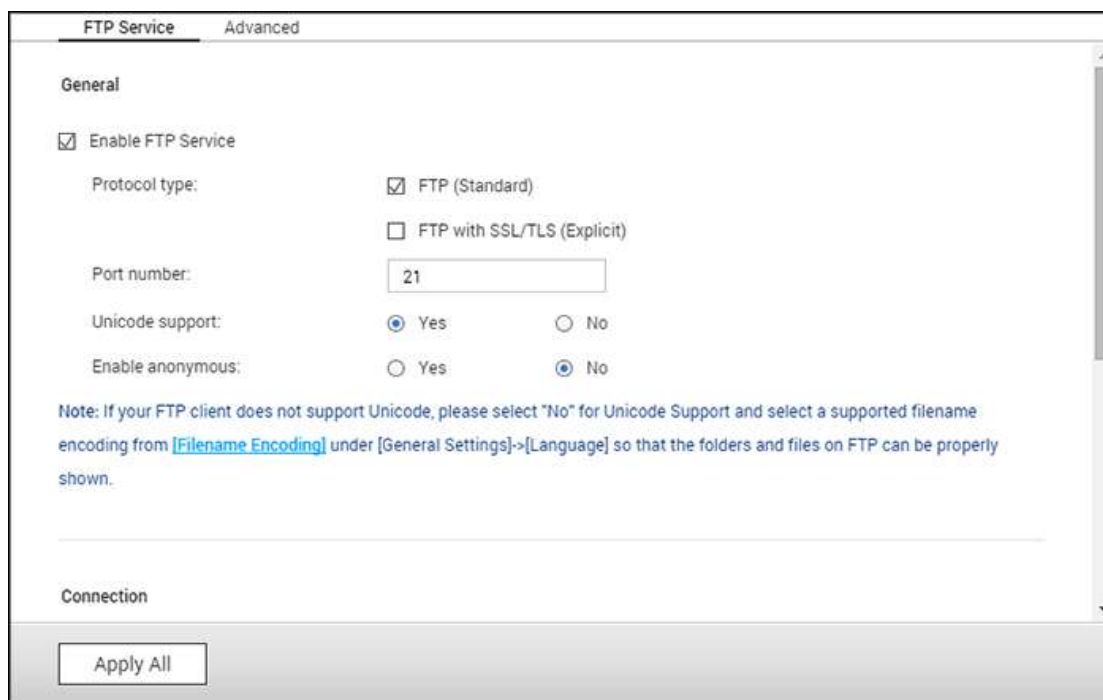 FTP Service Advanced
General
Enable FTP Service
Protocol type: FTP (Standard)
FTP with SSL/TLS (Explicit)
Port number: 21
Unicode support: Yes No
Enable anonymous: Yes No
Note: If your FTP client does not support Unicode, please select "No" for Unicode Support and select a supported filename
encoding from [Filename Encoding] under [General Settings]->[Language] so that the folders and files on FTP can be properly
shown.
Connection
Apply All